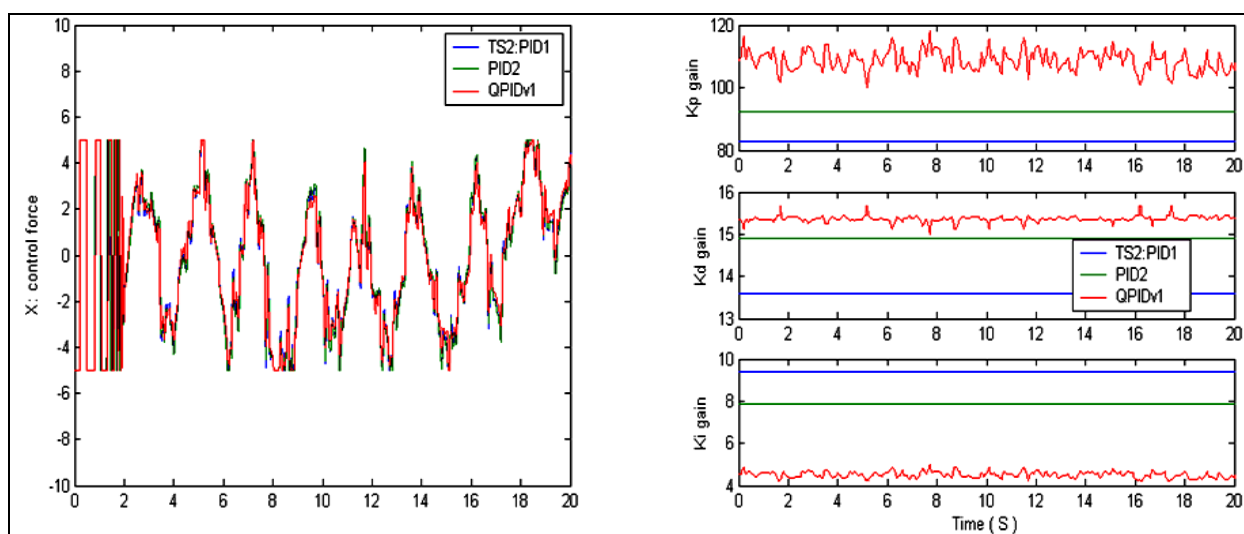 10
8
6
4
2
0
-2
-4
-6
-8
-10
0 2 4 6 8 10 12 14 16 18 20
X: control force
TS2:PID1
PID2
QPIDv1
120
100
80
Kp gain
0 2 4 6 8 10 12 14 16 18 20
16
15
14
13
Kd gain
TS2:PID1
PID2
QPIDv1
0 2 4 6 8 10 12 14 16 18 20
10
8
6
4
Ki gain
0 2 4 6 8 10 12 14 16 18 20
Time ( S )